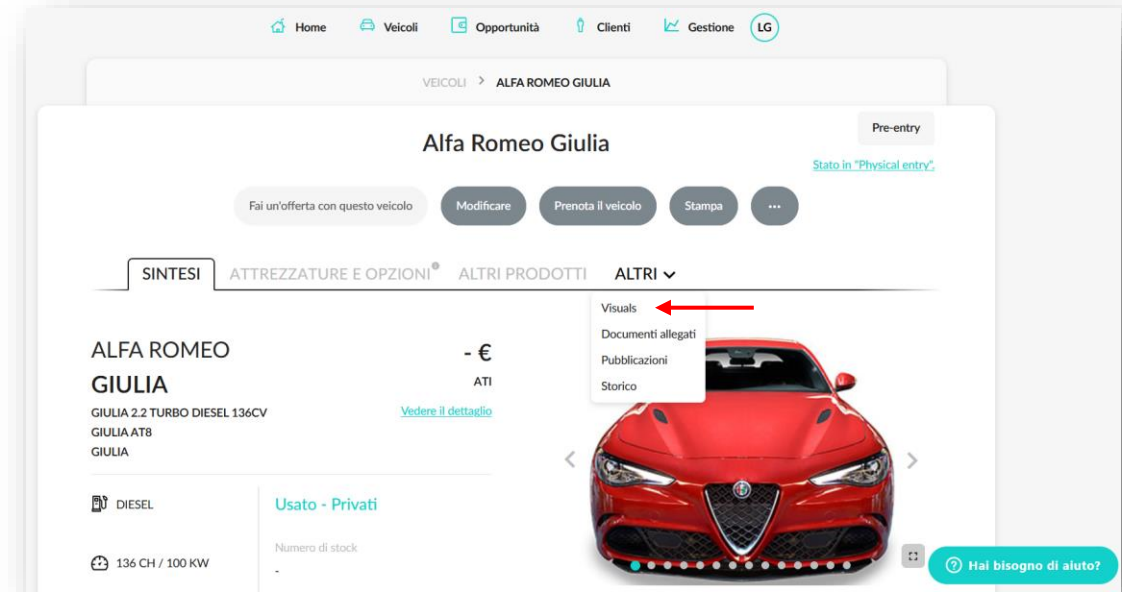 Home Veicoli Opportunità Clienti Gestione LG
VEICOLI > ALFA ROMEO GIULIA
Pre-entry
Alfa Romeo Giulia
Stato in "Physical entry".
Fai un'offerta con questo veicolo Modificare Prenota il veicolo Stampa ...
SINTESI ATTREZZATURE E OPZIONI ALTRI PRODOTTI ALTRI
Visuals
Documenti allegati
Pubblicazioni
Storico
ALFA ROMEO - €
GIULIA ATI
GIULIA 2.2 TURBO DIESEL 136CV Vedere il dettaglio
GIULIA AT8
GIULIA
DIESEL Usato - Privati
Numero di stock
136 CH / 100 KW -
Hai bisogno di aiuto?